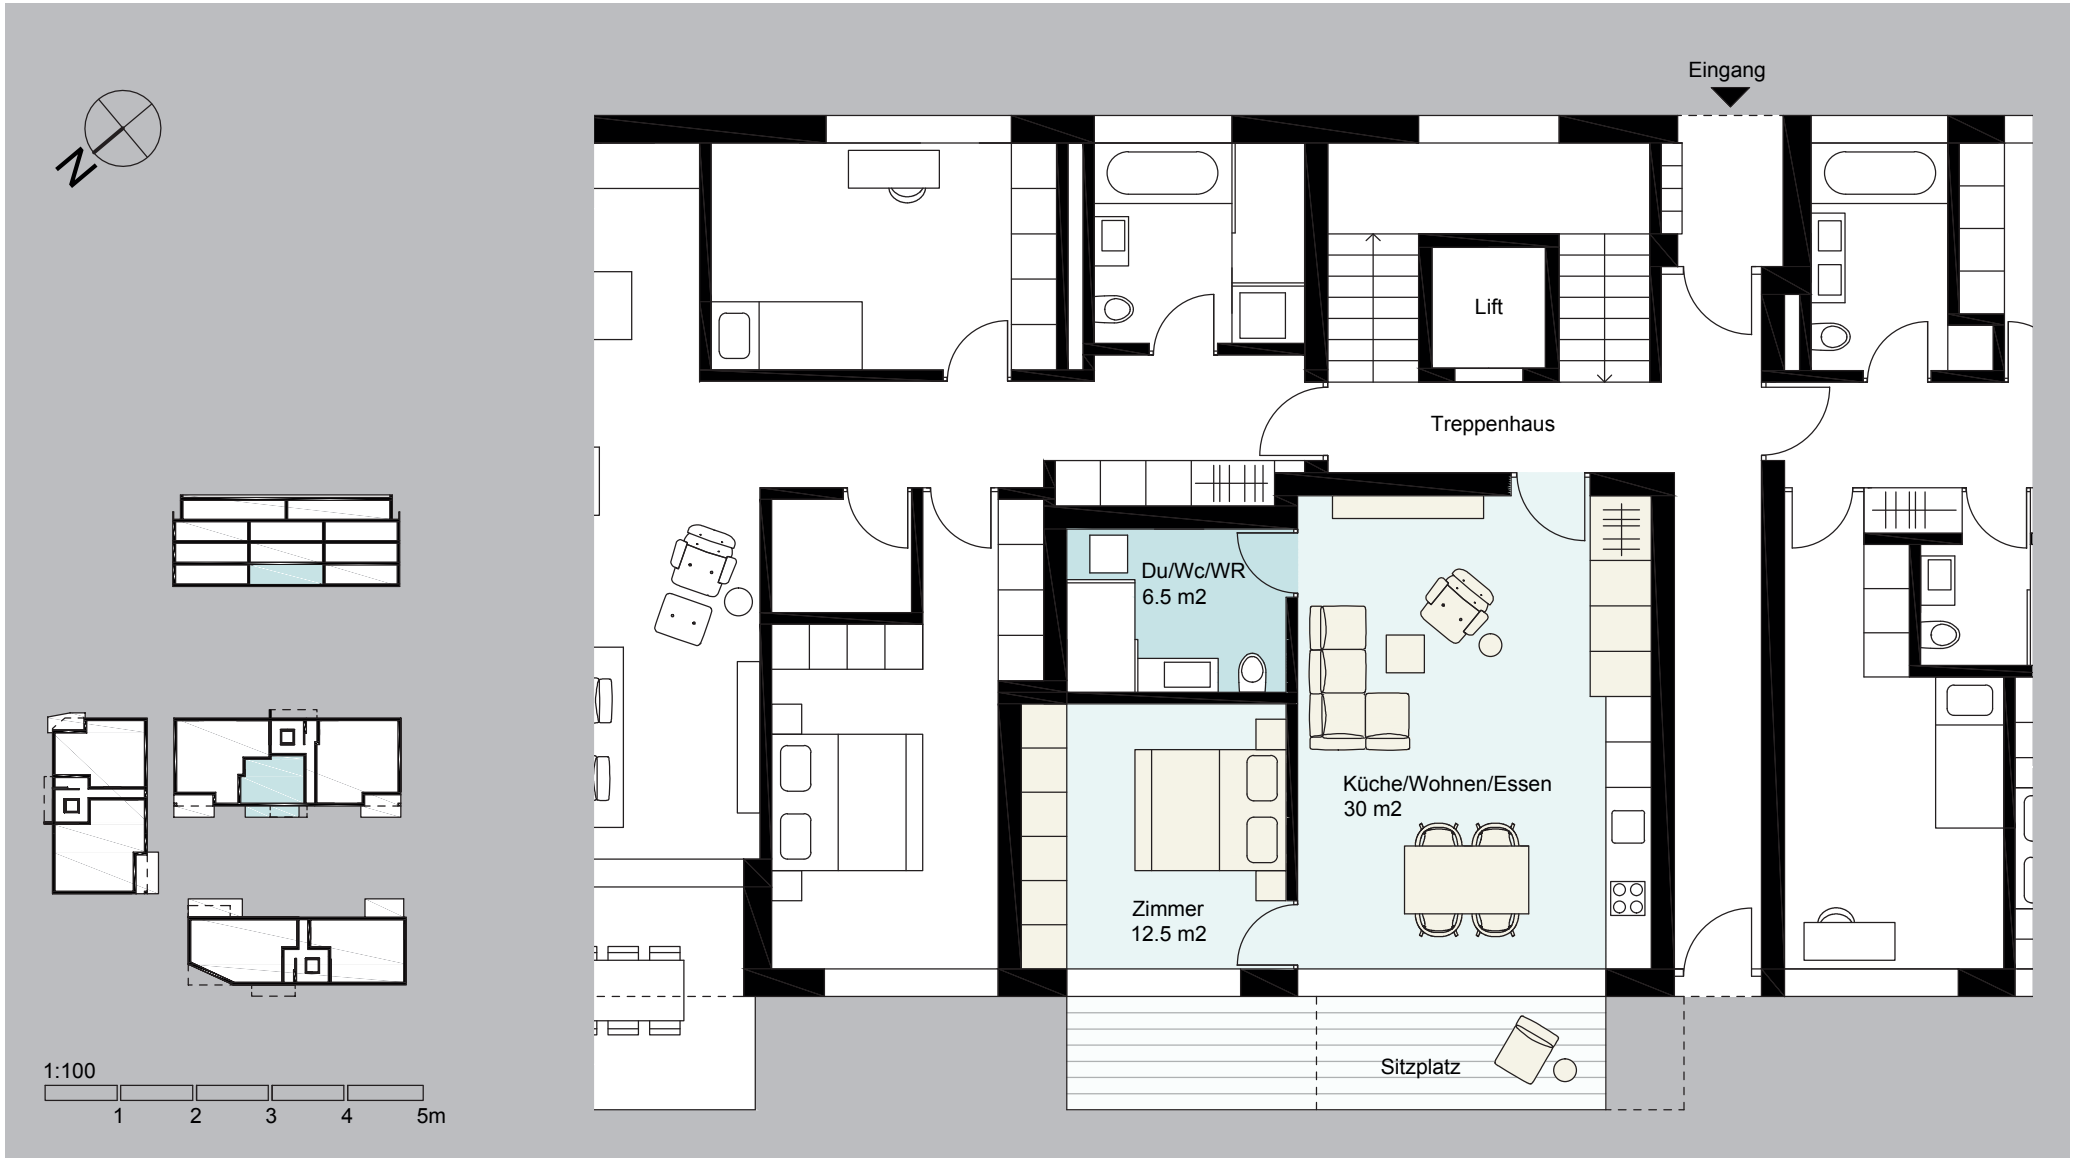 Eingang
N
Lift
Treppenhaus
Du/Wc/WR
6.5 m2
Küche/Wohnen/Essen
30 m2
Zimmer
12.5 m2
Sitzplatz
1:100
1 2 3 4 5m